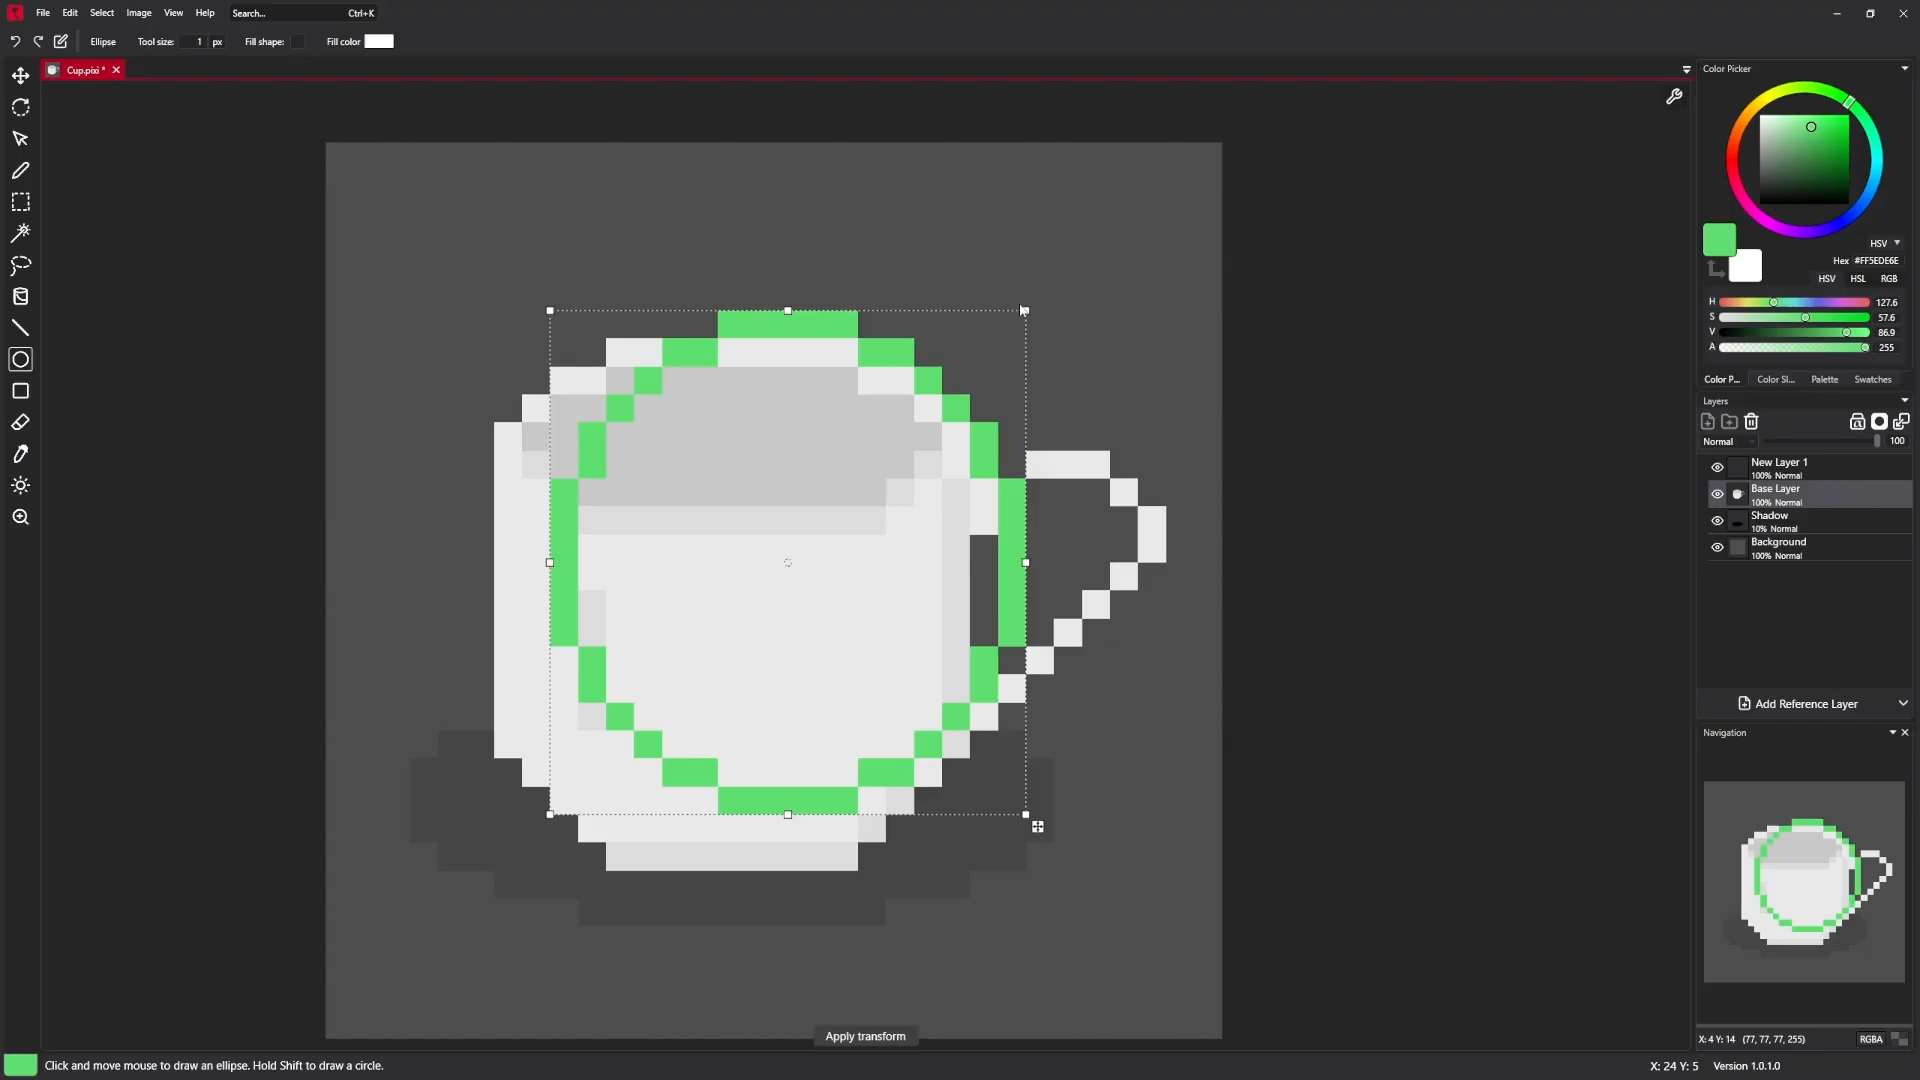 File Edit Select Image View Help Search... Ctrl+K
Ellipse Tool size: 1 px Fill shape: Fill color
Cup.pixi *
Color Picker
HSV
Hex #FF5EDE6E
HSV HSL RGB
H 127.6
S 57.6
V 86.9
A 255
Color P... Color Sl... Palette Swatches
Layers
Normal 100
New Layer 1
100% Normal
Base Layer
100% Normal
Shadow
10% Normal
Background
100% Normal
Add Reference Layer
Navigation
Apply transform
X: 4 Y: 14 (77, 77, 77, 255) RGBA
Click and move mouse to draw an ellipse. Hold Shift to draw a circle.
X: 24 Y: 5 Version 1.0.1.0